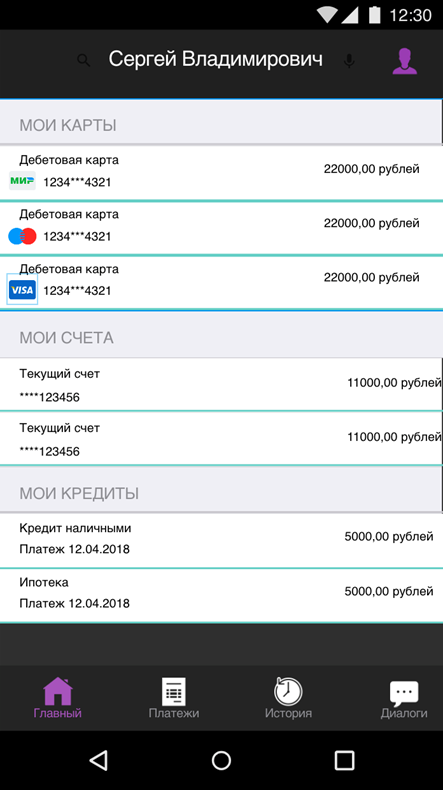 12:30
Сергей Владимирович
МОИ КАРТЫ
Дебетовая карта
22000,00 рублей
МИР 1234***4321
Дебетовая карта
22000,00 рублей
1234***4321
Дебетовая карта
22000,00 рублей
VISA 1234***4321
МОИ СЧЕТА
Текущий счет
11000,00 рублей
****123456
Текущий счет
11000,00 рублей
****123456
МОИ КРЕДИТЫ
Кредит наличными
5000,00 рублей
Платеж 12.04.2018
Ипотека
5000,00 рублей
Платеж 12.04.2018
Главный Платежи История Диалоги